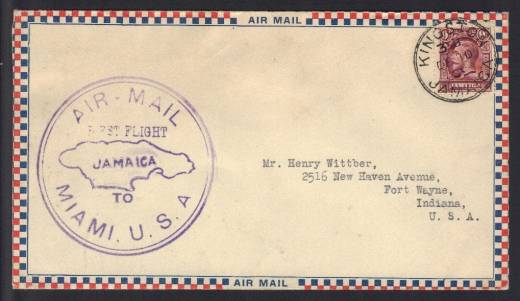 AIR MAIL
KINGSTON
JAMAICA
JAMAICA
AIR-MAIL
FIRST FLIGHT
JAMAICA
TO
MIAMI. U.S.A
Mr. Henry Wittber,
2516 New Haven Avenue,
Fort Wayne,
Indiana,
U. S. A.
AIR MAIL